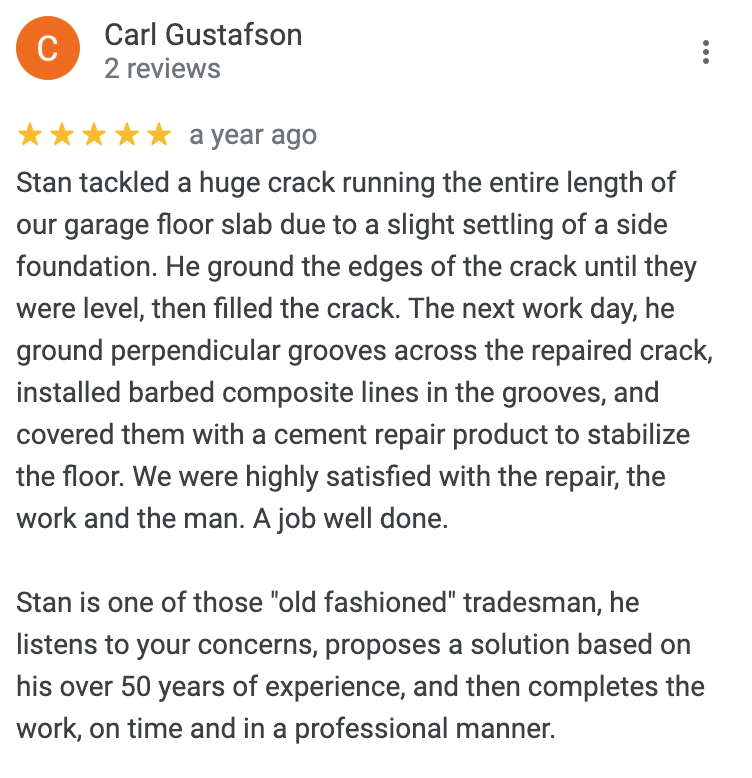 C
Carl Gustafson
2 reviews
a year ago
Stan tackled a huge crack running the entire length of
our garage floor slab due to a slight settling of a side
foundation. He ground the edges of the crack until they
were level, then filled the crack. The next work day, he
ground perpendicular grooves across the repaired crack,
installed barbed composite lines in the grooves, and
covered them with a cement repair product to stabilize
the floor. We were highly satisfied with the repair, the
work and the man. A job well done.
Stan is one of those "old fashioned" tradesman, he
listens to your concerns, proposes a solution based on
his over 50 years of experience, and then completes the
work, on time and in a professional manner.